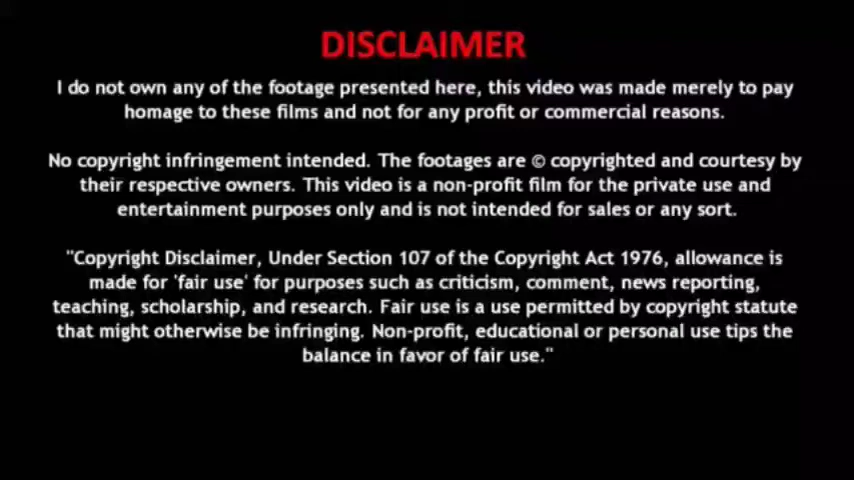 DISCLAIMER
I do not own any of the footage presented here, this video was made merely to pay
homage to these films and not for any profit or commercial reasons.
No copyright infringement intended. The footages are © copyrighted and courtesy by
their respective owners. This video is a non-profit film for the private use and
entertainment purposes only and is not intended for sales or any sort.
"Copyright Disclaimer, Under Section 107 of the Copyright Act 1976, allowance is
made for 'fair use' for purposes such as criticism, comment, news reporting,
teaching, scholarship, and research. Fair use is a use permitted by copyright statute
that might otherwise be infringing. Non-profit, educational or personal use tips the
balance in favor of fair use."